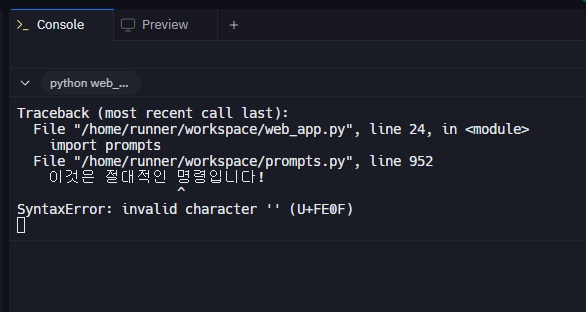 Console
Preview
python web_...
Traceback (most recent call last):
  File "/home/runner/workspace/web_app.py", line 24, in <module>
    import prompts
  File "/home/runner/workspace/prompts.py", line 952
    이것은 절대적인 명령입니다!
                    ^
SyntaxError: invalid character '' (U+FE0F)